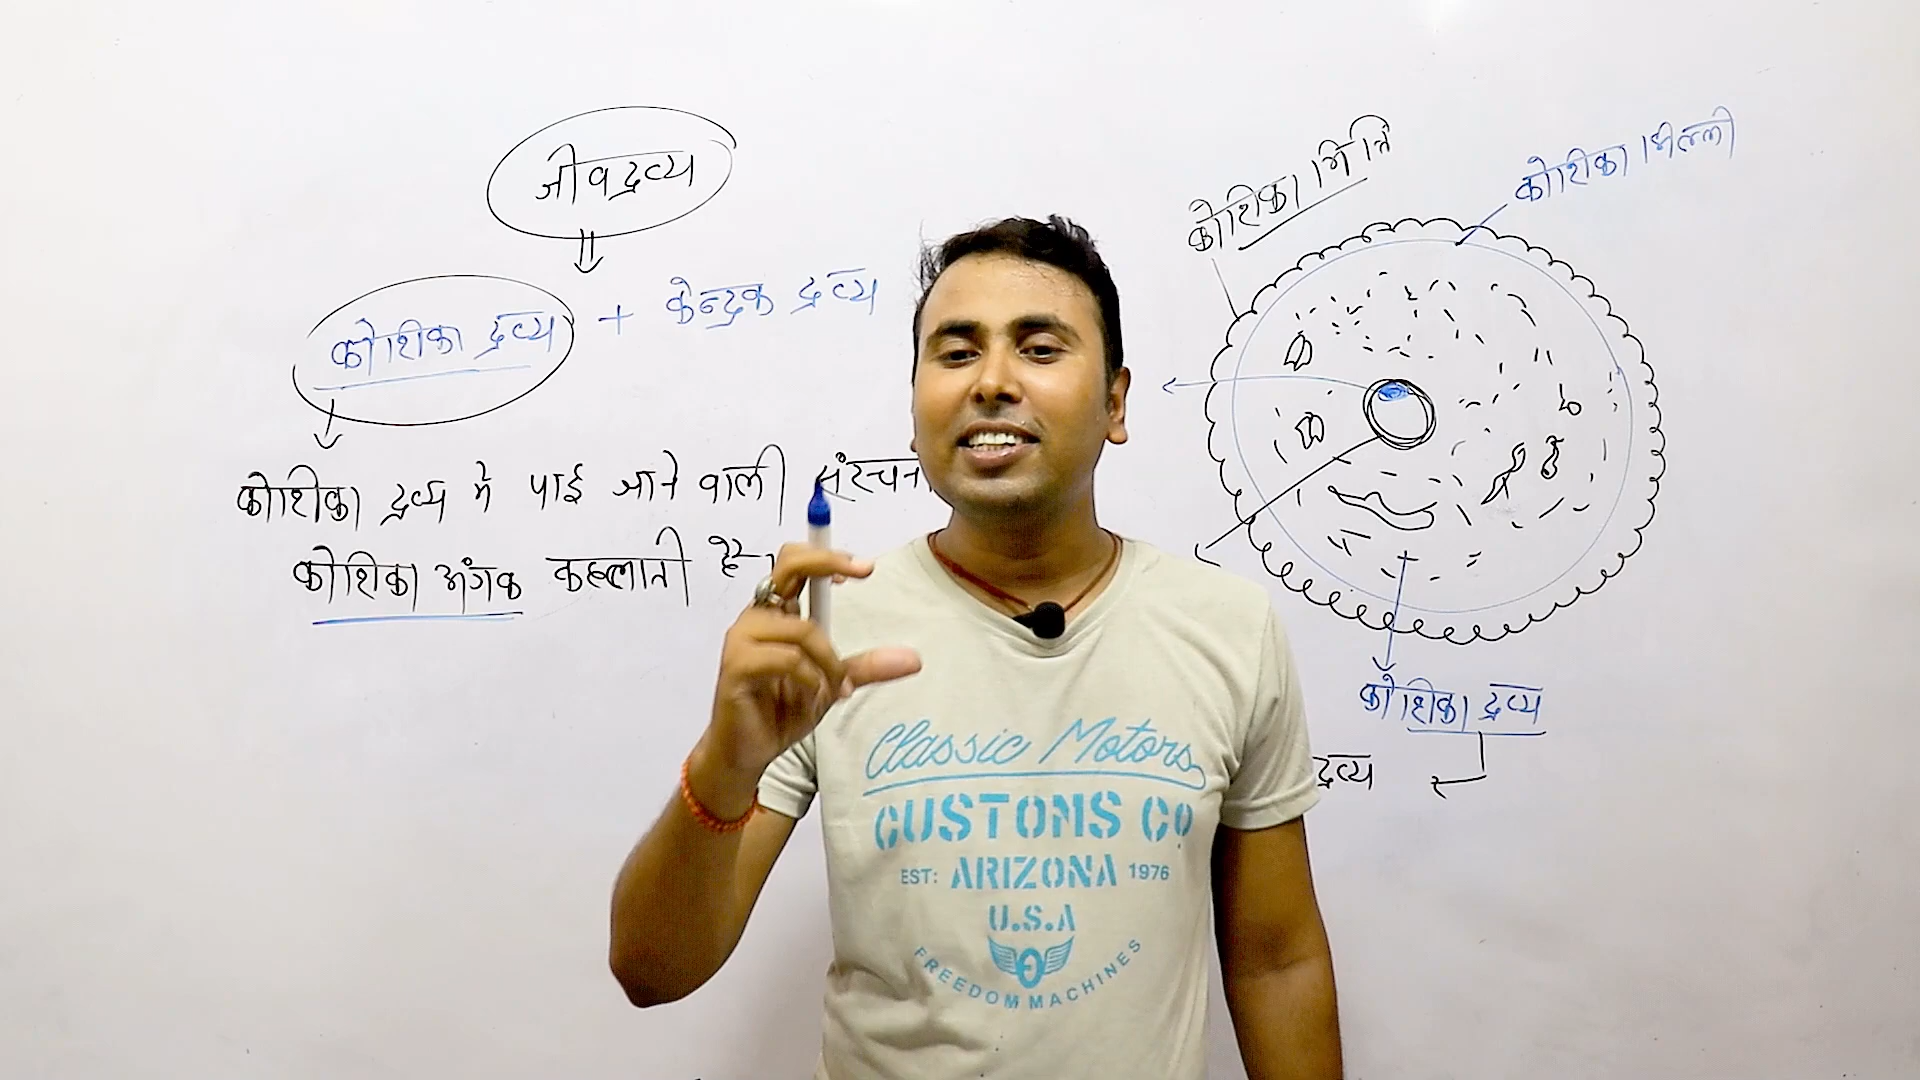 जीवद्रव्य
कोशिका द्रव्य + केन्द्रक द्रव्य
कोशिका द्रव्य मे पाई जाने वाली संरचना
कोशिका अंगक कहलाती है
कोशिका भित्ति
कोशिका झिल्ली
कोशिका द्रव्य
द्रव्य
Classic Motors
CUSTOMS CO
EST: ARIZONA 1976
U.S.A
FREEDOM MACHINES